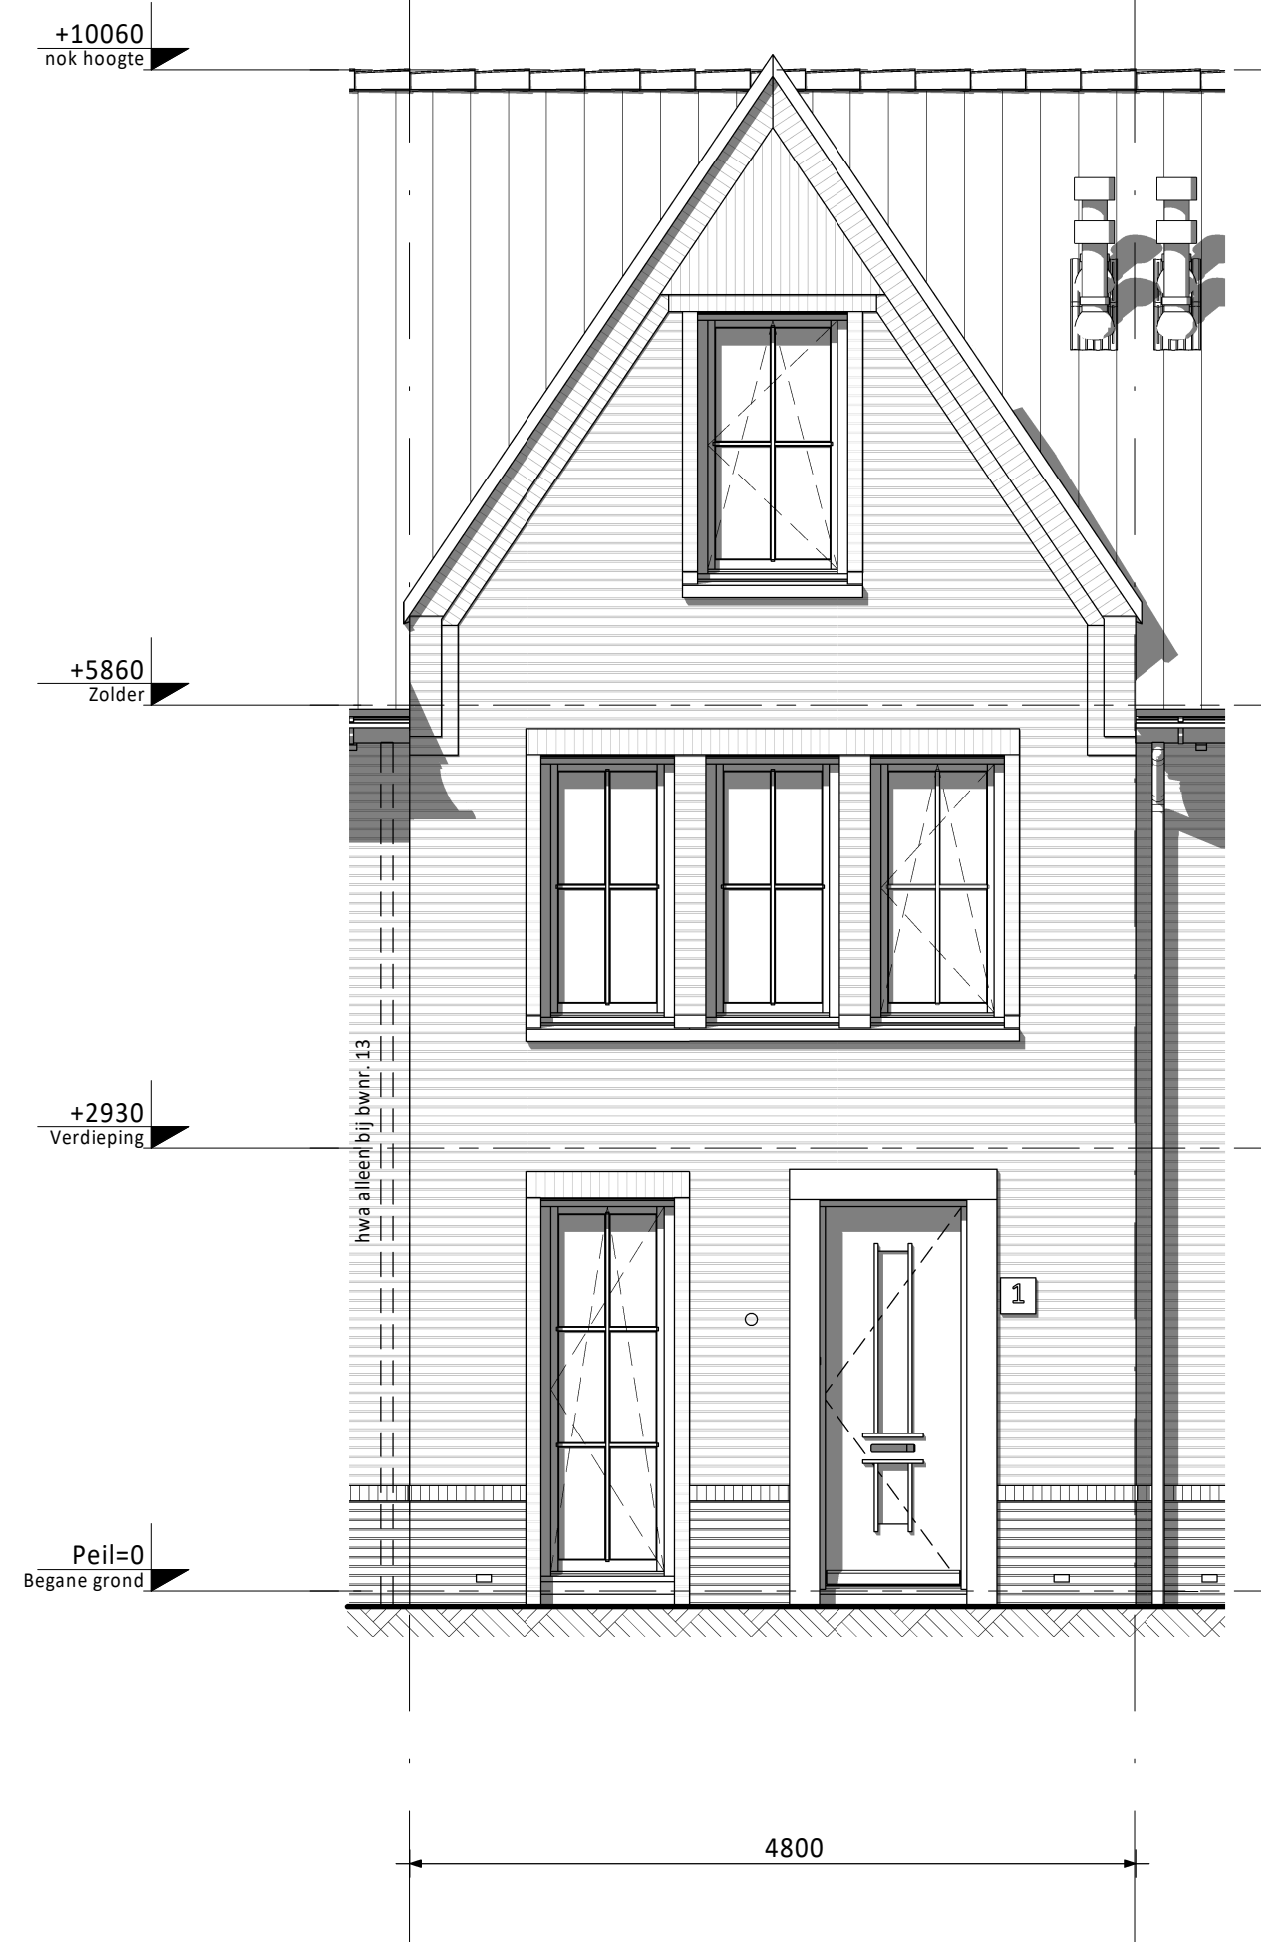 +10060
nok hoogte
+5860
Zolder
+2930
Verdieping
hwa alleen bij bwnr. 13
1
Peil=0
Begane grond
4800